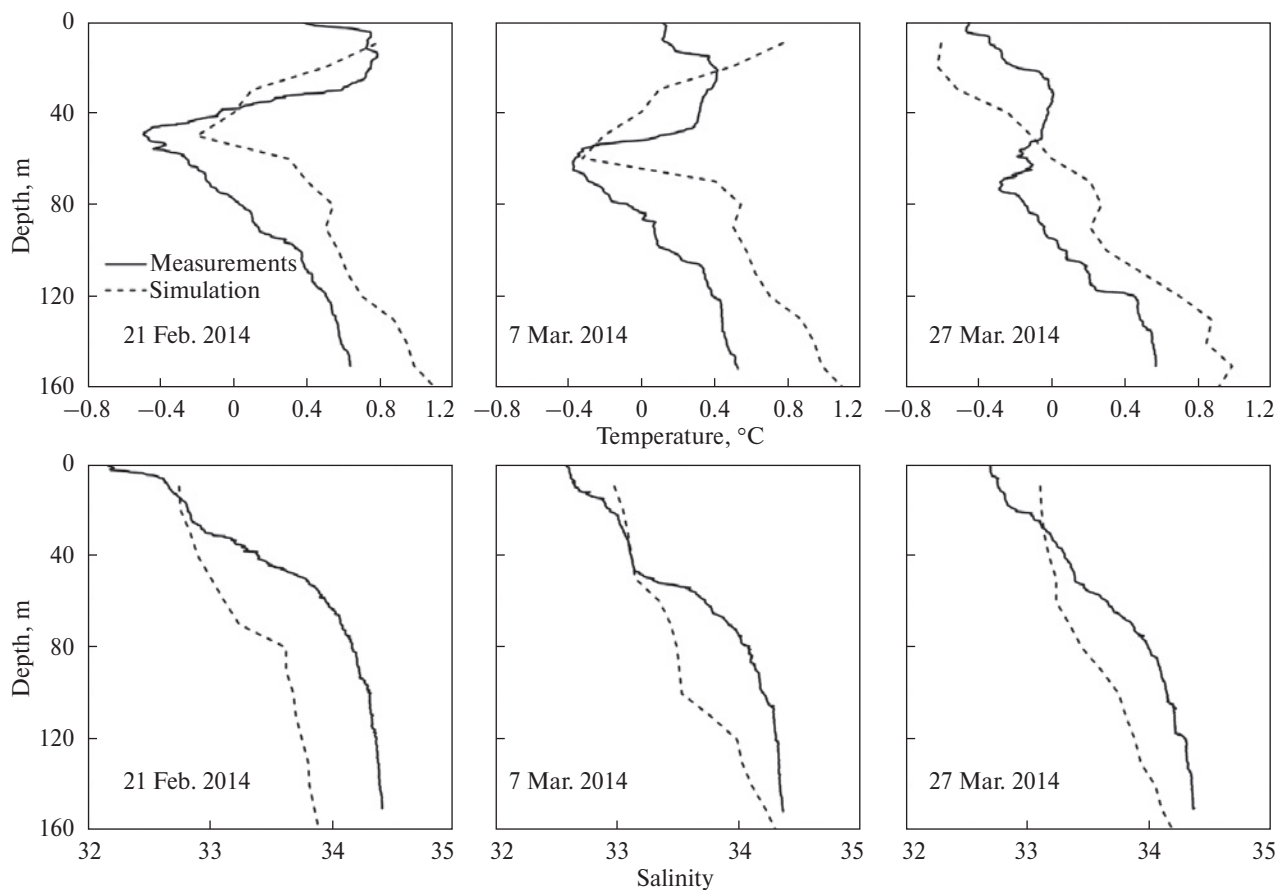 0
40
80
120
160
Depth, m
Measurements
Simulation
21 Feb. 2014
7 Mar. 2014
27 Mar. 2014
−0.8 −0.4 0 0.4 0.8 1.2
−0.8 −0.4 0 0.4 0.8 1.2
−0.8 −0.4 0 0.4 0.8 1.2
Temperature, °C
0
40
80
120
160
Depth, m
21 Feb. 2014
7 Mar. 2014
27 Mar. 2014
32 33 34 35
32 33 34 35
32 33 34 35
Salinity